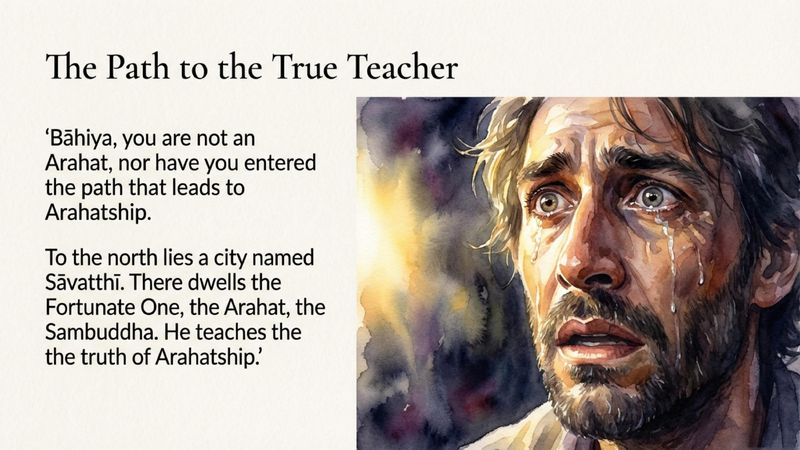 The Path to the True Teacher
‘Bāhiya, you are not an
Arahat, nor have you entered
the path that leads to
Arahatship.
To the north lies a city named
Sāvatthī. There dwells the
Fortunate One, the Arahat, the
Sambuddha. He teaches the
the truth of Arahatship.’